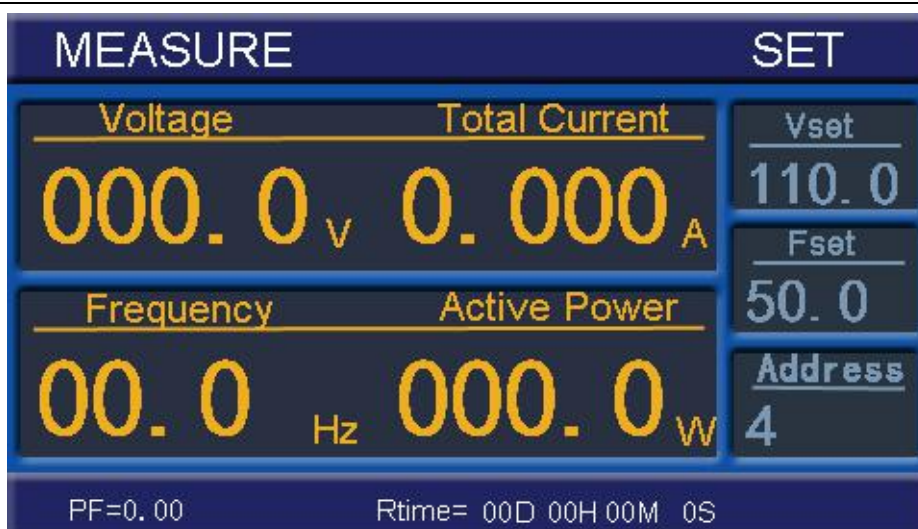 MEASURE SET
Voltage Total Current
000.0 V 0.000 A
Frequency Active Power
00.0 Hz 000.0 W
Vset
110.0
Fset
50.0
Address
4
PF=0.00 Rtime= 00D 00H 00M 0S